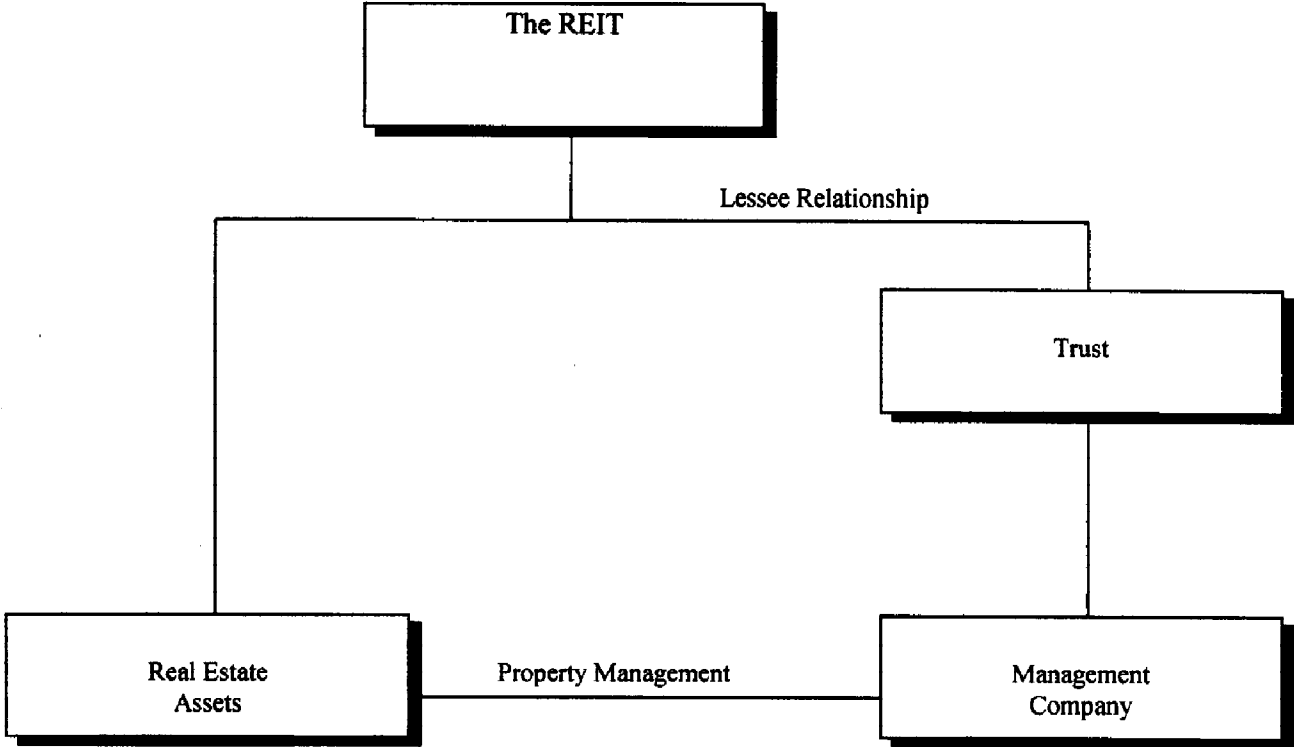 The REIT
Lessee Relationship
Trust
Real Estate
Assets
Property Management
Management
Company